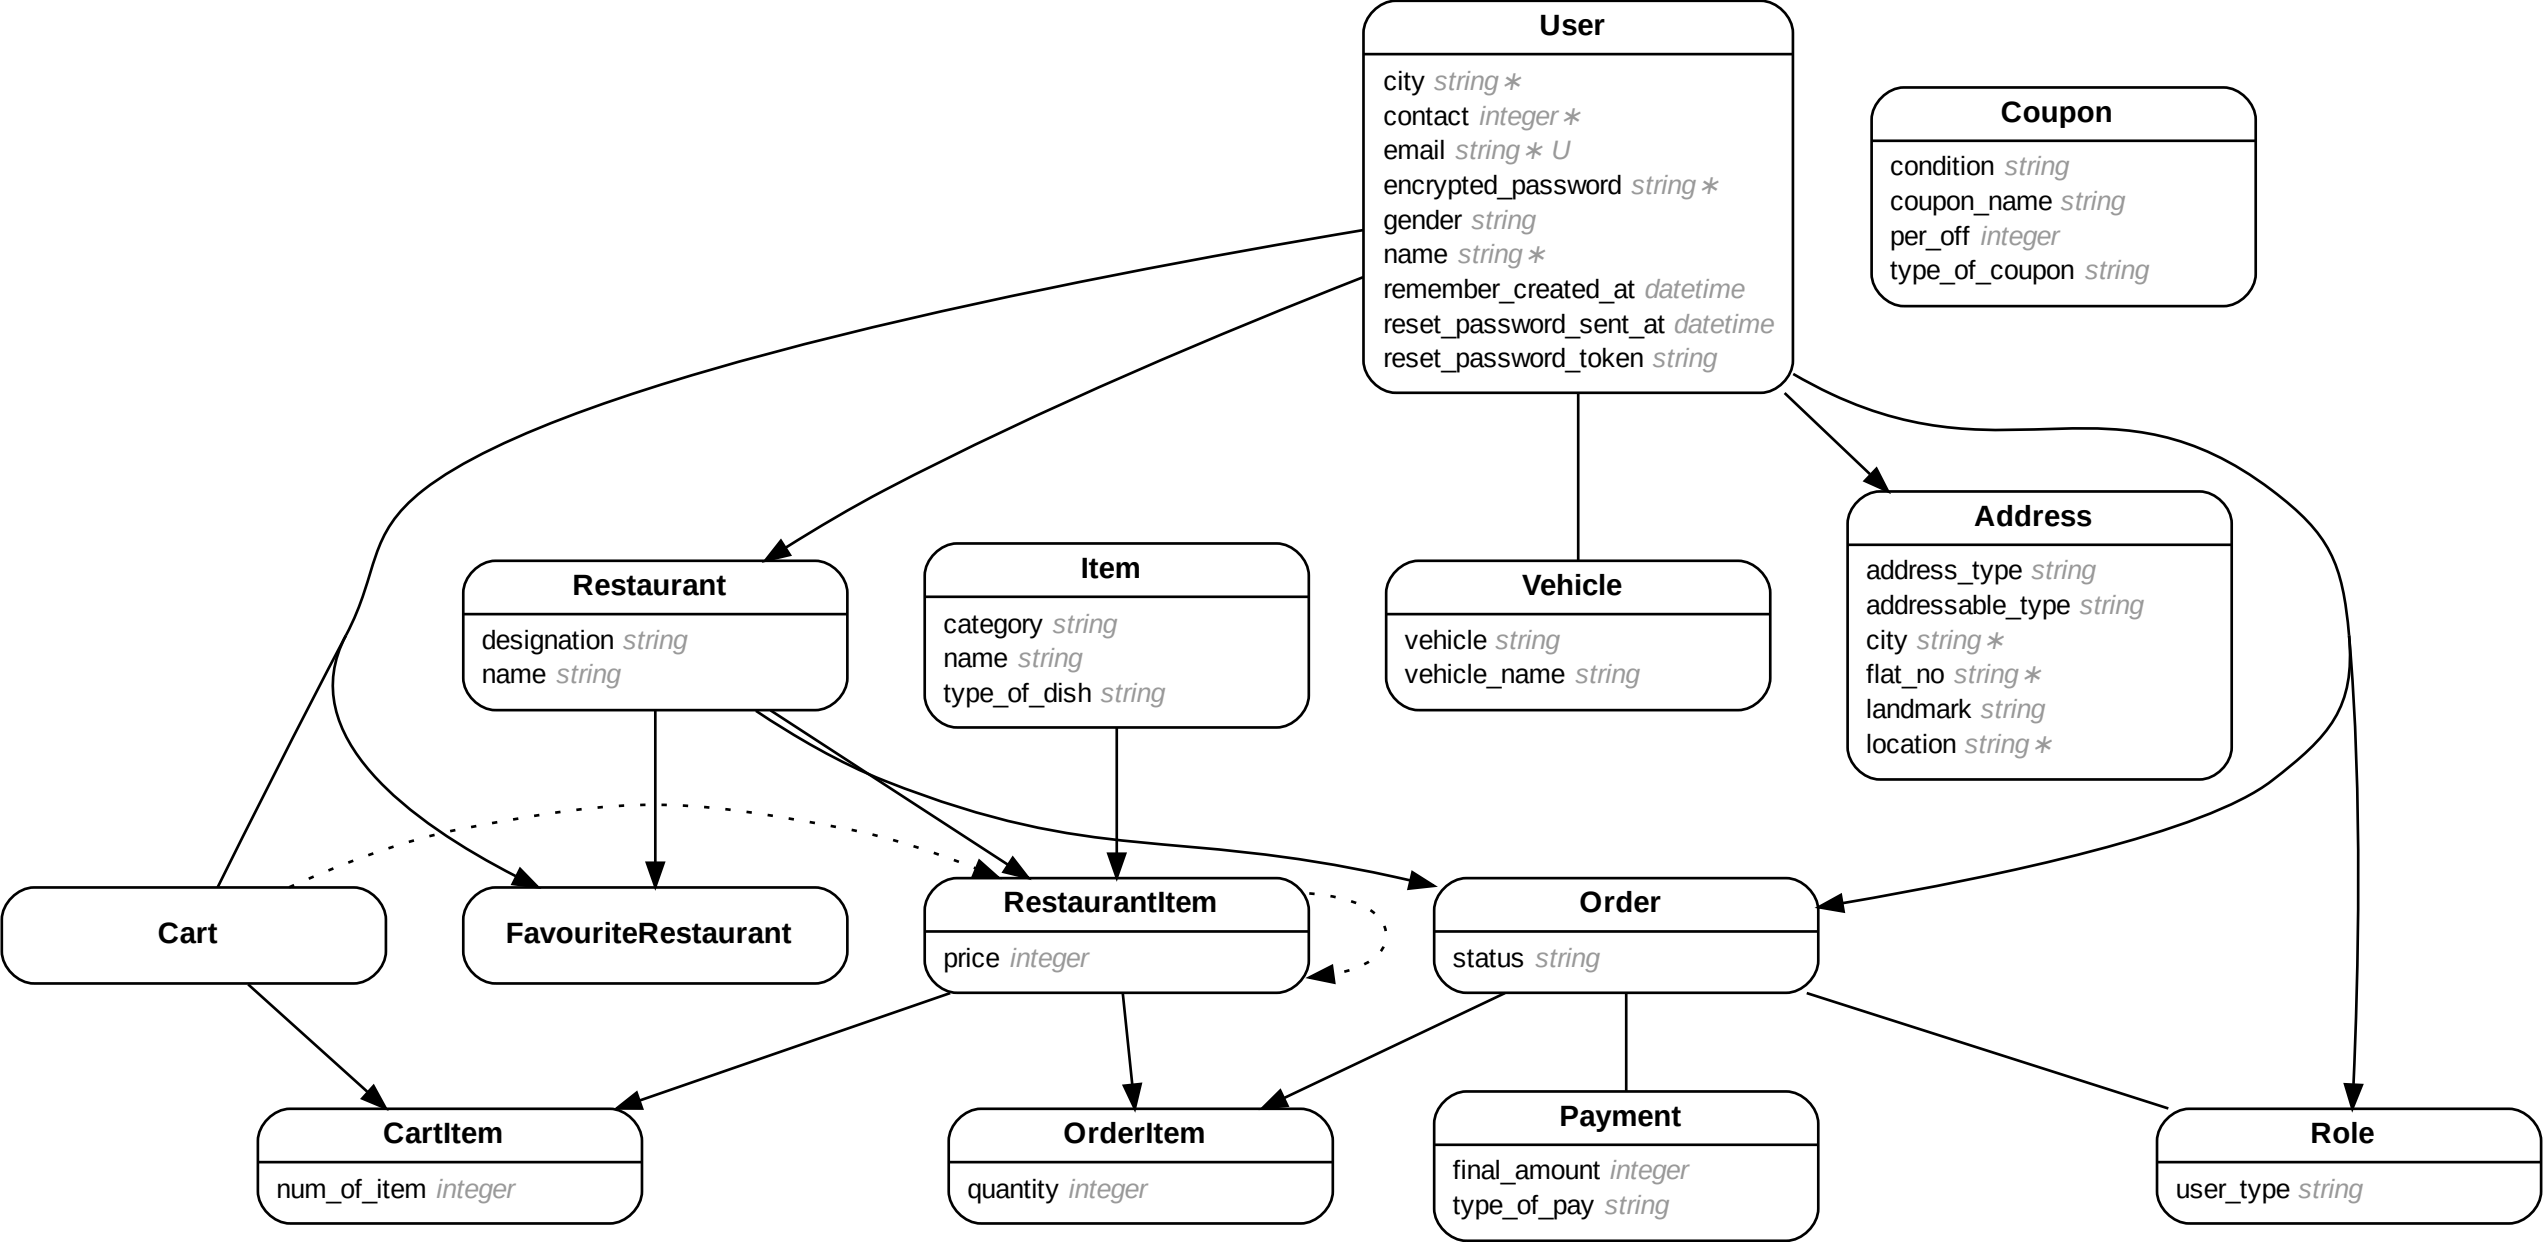 User
city string∗
contact integer∗
email string∗ U
encrypted_password string∗
gender string
name string∗
remember_created_at datetime
reset_password_sent_at datetime
reset_password_token string
Coupon
condition string
coupon_name string
per_off integer
type_of_coupon string
Restaurant
designation string
name string
Item
category string
name string
type_of_dish string
Vehicle
vehicle string
vehicle_name string
Address
address_type string
addressable_type string
city string∗
flat_no string∗
landmark string
location string∗
Cart
FavouriteRestaurant
RestaurantItem
price integer
Order
status string
CartItem
num_of_item integer
OrderItem
quantity integer
Payment
final_amount integer
type_of_pay string
Role
user_type string